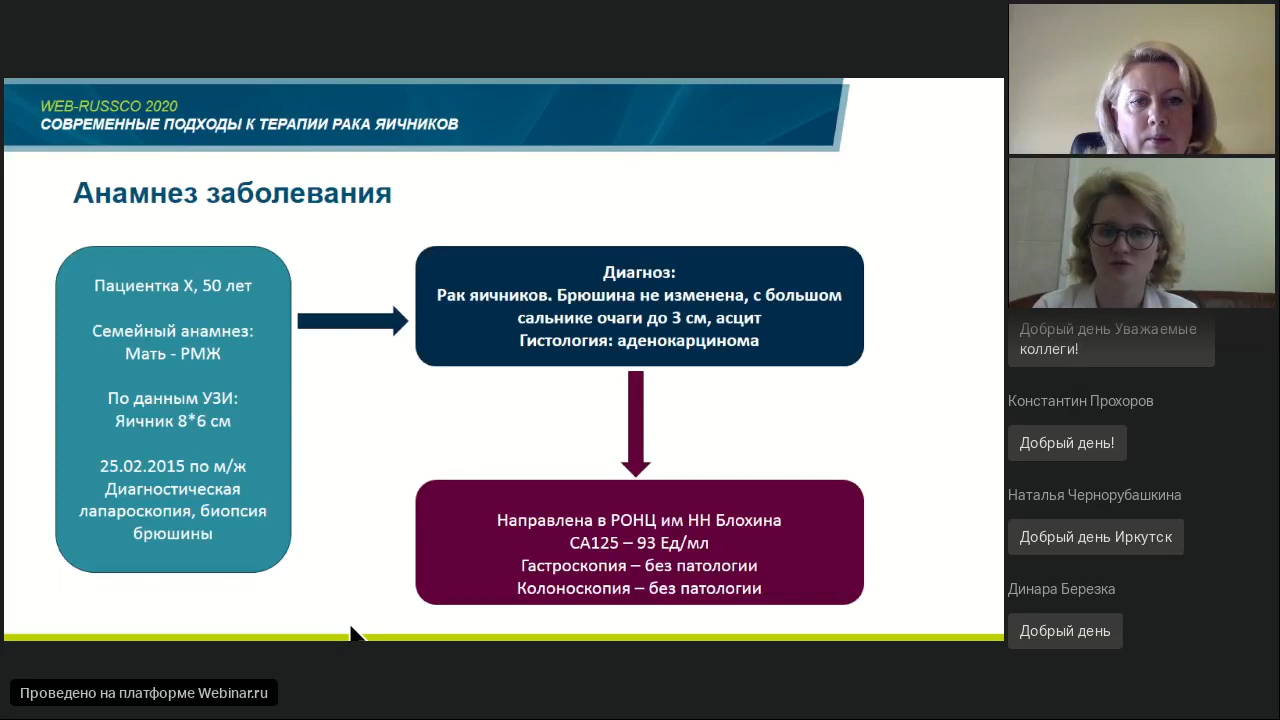 WEB-RUSSCO 2020
СОВРЕМЕННЫЕ ПОДХОДЫ К ТЕРАПИИ РАКА ЯИЧНИКОВ
Анамнез заболевания
Пациентка Х, 50 лет
Семейный анамнез:
Мать - РМЖ
По данным УЗИ:
Яичник 8*6 см
25.02.2015 по м/ж
Диагностическая
лапароскопия, биопсия
брюшины
Диагноз:
Рак яичников. Брюшина не изменена, с большом
сальнике очаги до 3 см, асцит
Гистология: аденокарцинома
Направлена в РОНЦ им НН Блохина
СА125 – 93 Ед/мл
Гастроскопия – без патологии
Колоноскопия – без патологии
Добрый день Уважаемые
коллеги!
Константин Прохоров
Добрый день!
Наталья Чернорубашкина
Добрый день Иркутск
Динара Березка
Добрый день
Проведено на платформе Webinar.ru